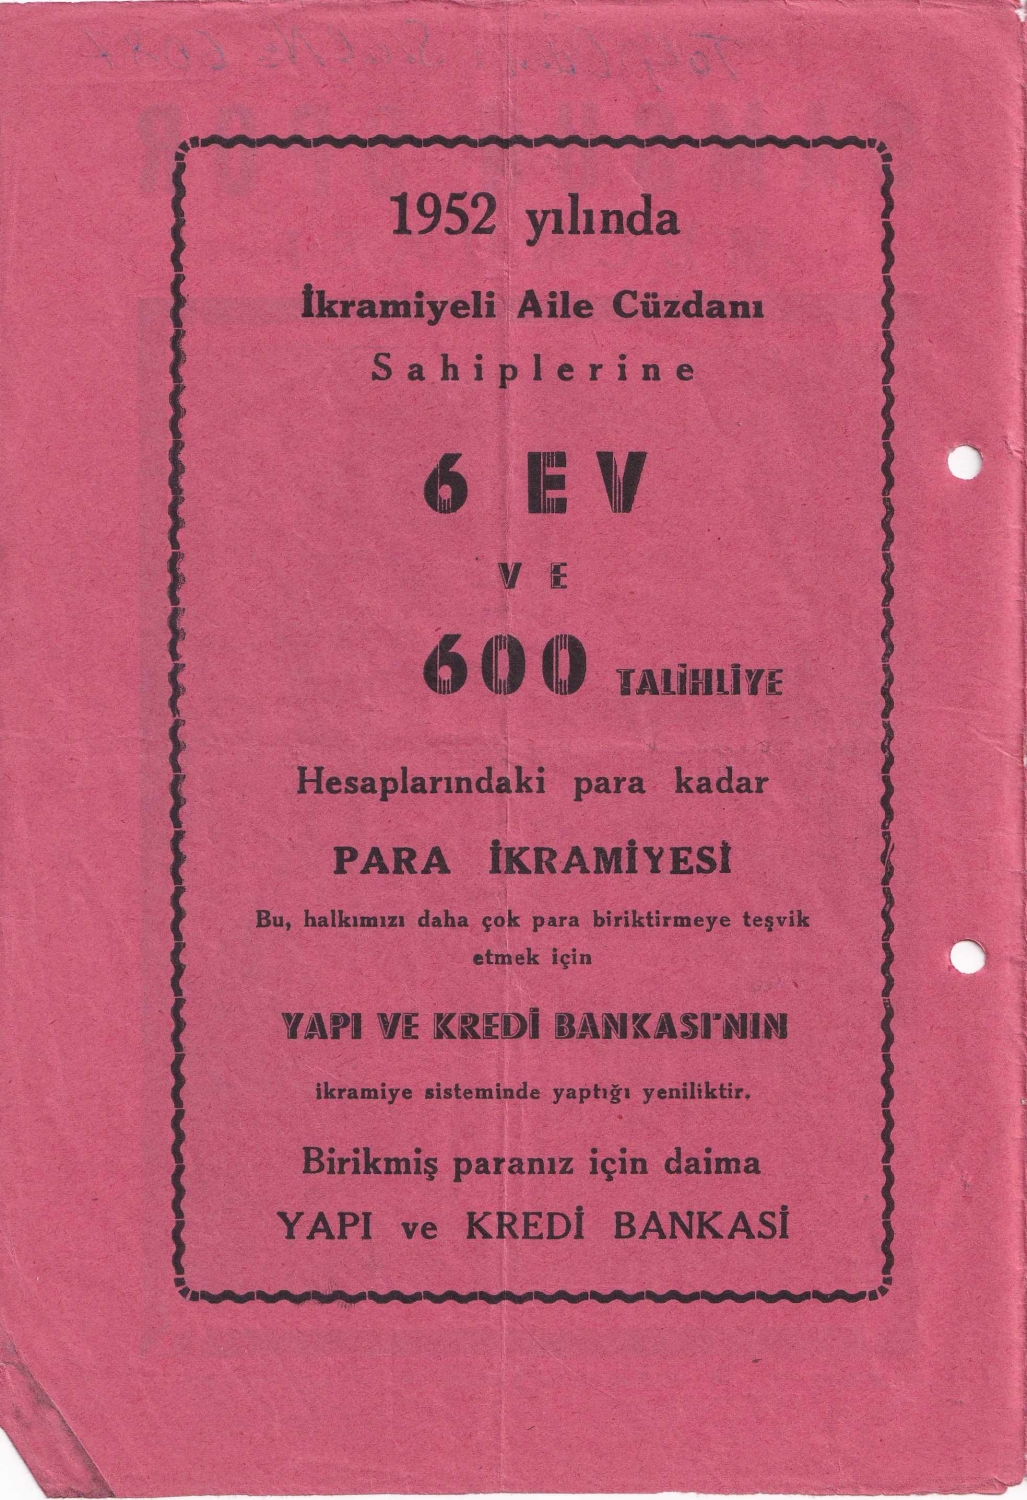 1952 yılında
İkramiyeli Aile Cüzdanı
Sahiplerine
6 EV
VE
600 TALİHLİYE
Hesaplarındaki para kadar
PARA İKRAMİYESİ
Bu, halkımızı daha çok para biriktirmeye teşvik
etmek için
YAPI VE KREDİ BANKASI'NIN
ikramiye sisteminde yaptığı yeniliktir.
Birikmiş paranız için daima
YAPI ve KREDİ BANKASİ